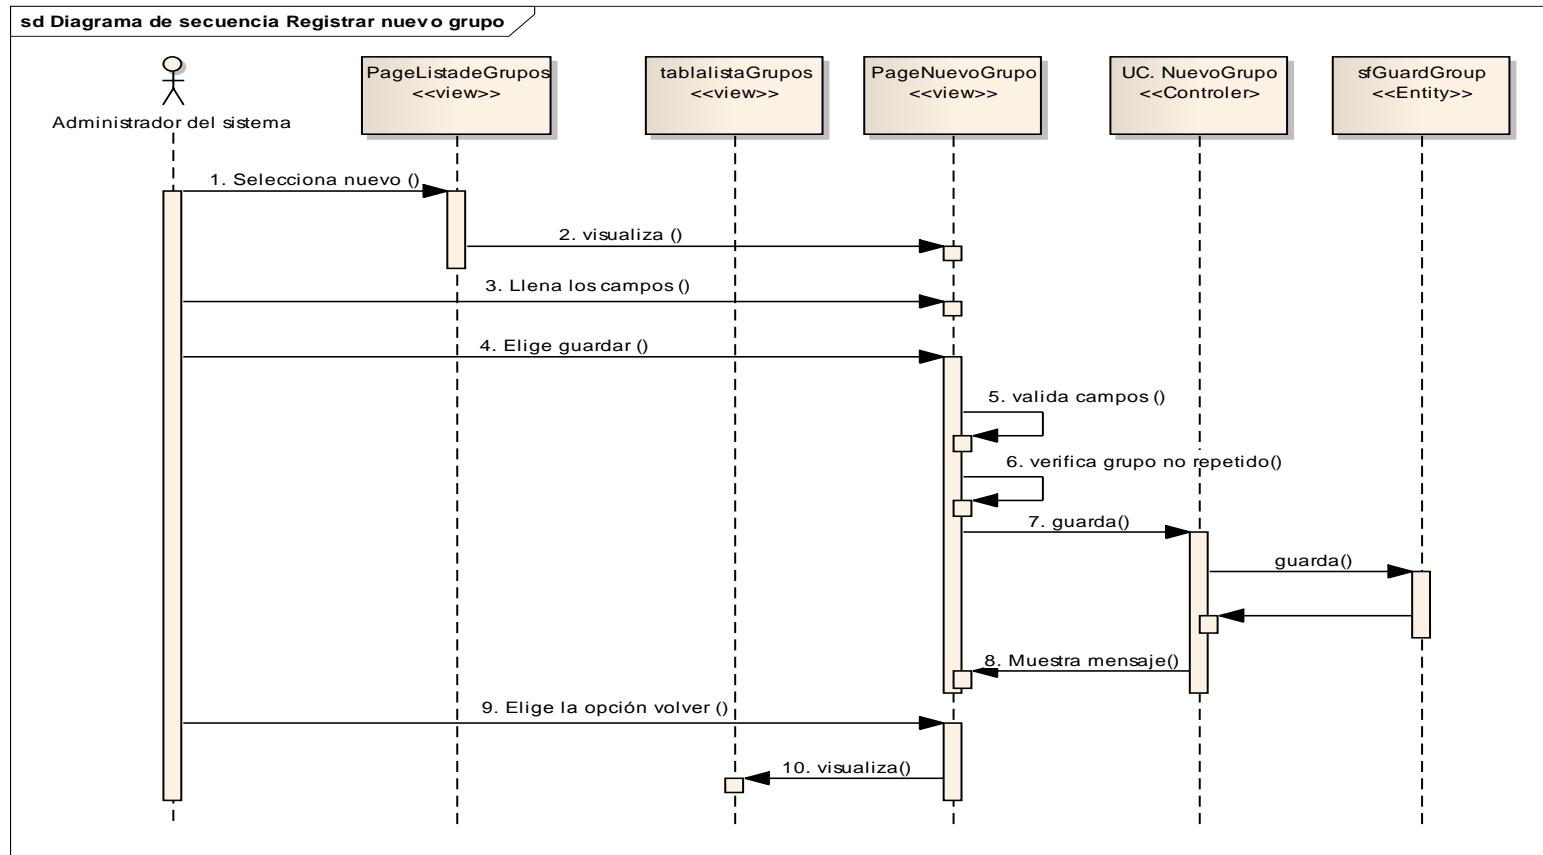 sd Diagrama de secuencia Registrar nuevo grupo
Administrador del sistema
PageListadeGrupos
<<view>>
tablalistaGrupos
<<view>>
PageNuevoGrupo
<<view>>
UC. NuevoGrupo
<<Controler>
sfGuardGroup
<<Entity>>
1. Selecciona nuevo ()
2. visualiza ()
3. Llena los campos ()
4. Elige guardar ()
5. valida campos ()
6. verifica grupo no repetido()
7. guarda()
guarda()
8. Muestra mensaje()
9. Elige la opción volver ()
10. visualiza()